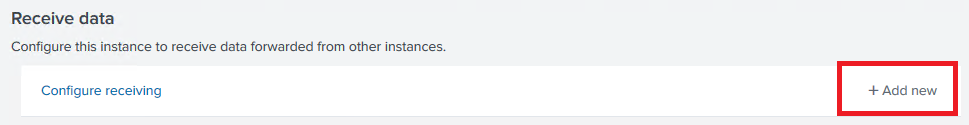 Receive data
Configure this instance to receive data forwarded from other instances.
Configure receiving + Add new